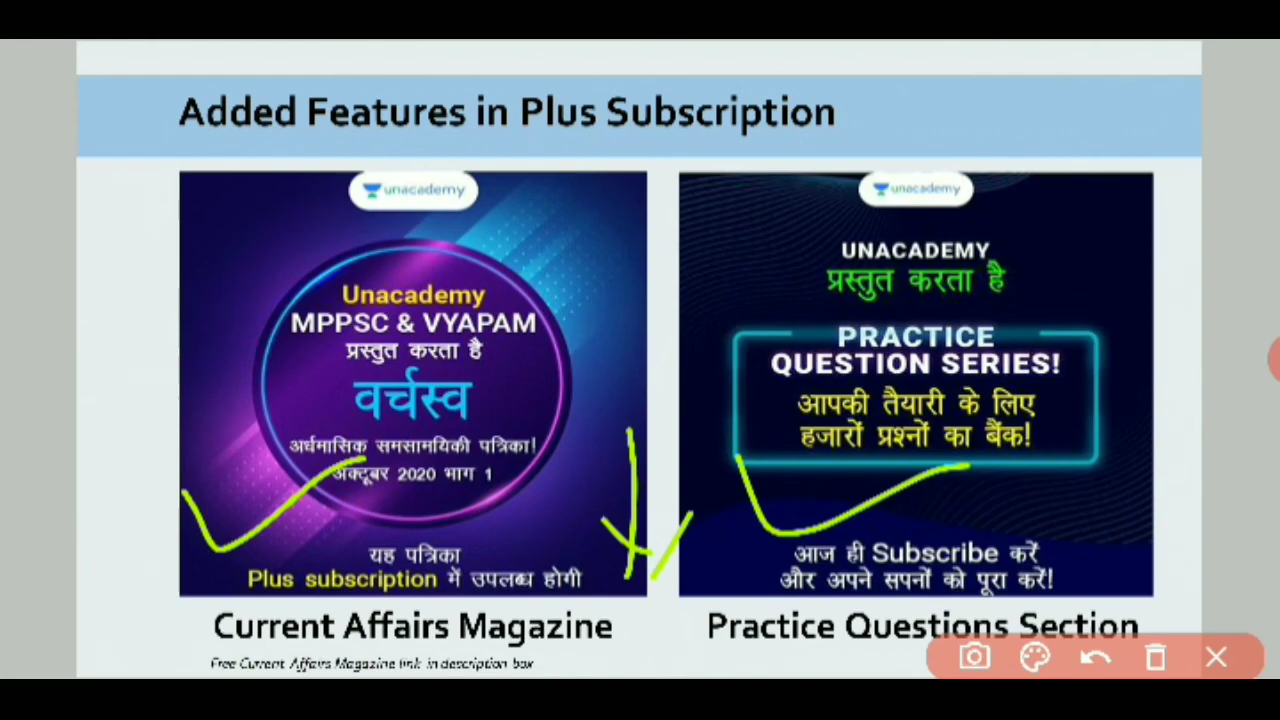 Added Features in Plus Subscription
unacademy
Unacademy
MPPSC & VYAPAM
प्रस्तुत करता है
वर्चस्व
अर्धमासिक समसामयिकी पत्रिका!
अक्टूबर 2020 भाग 1
यह पत्रिका
Plus subscription में उपलब्ध होगी
Current Affairs Magazine
Free Current Affairs Magazine link in description box
unacademy
UNACADEMY
प्रस्तुत करता है
PRACTICE
QUESTION SERIES!
आपकी तैयारी के लिए
हजारों प्रश्नों का बैंक!
आज ही Subscribe करें
और अपने सपनों को पूरा करें!
Practice Questions Section